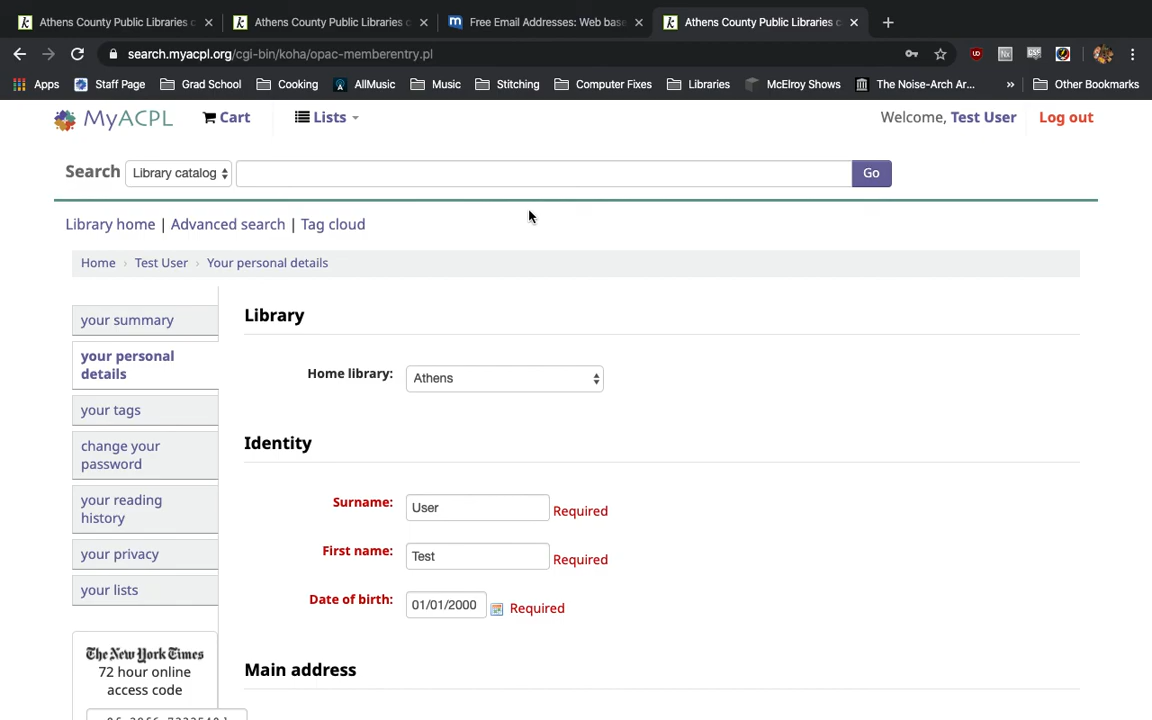 Athens County Public Libraries c
Athens County Public Libraries c
Free Email Addresses: Web base
Athens County Public Libraries c
search.myacpl.org/cgi-bin/koha/opac-memberentry.pl
Apps Staff Page Grad School Cooking AllMusic Music Stitching Computer Fixes Libraries McElroy Shows The Noise-Arch Ar... » Other Bookmarks
MyACPL Cart Lists Welcome, Test User Log out
Search Library catalog Go
Library home | Advanced search | Tag cloud
Home › Test User › Your personal details
your summary
your personal
details
your tags
change your
password
your reading
history
your privacy
your lists
The New York Times
72 hour online
access code
Library
Home library: Athens
Identity
Surname: User Required
First name: Test Required
Date of birth: 01/01/2000 Required
Main address